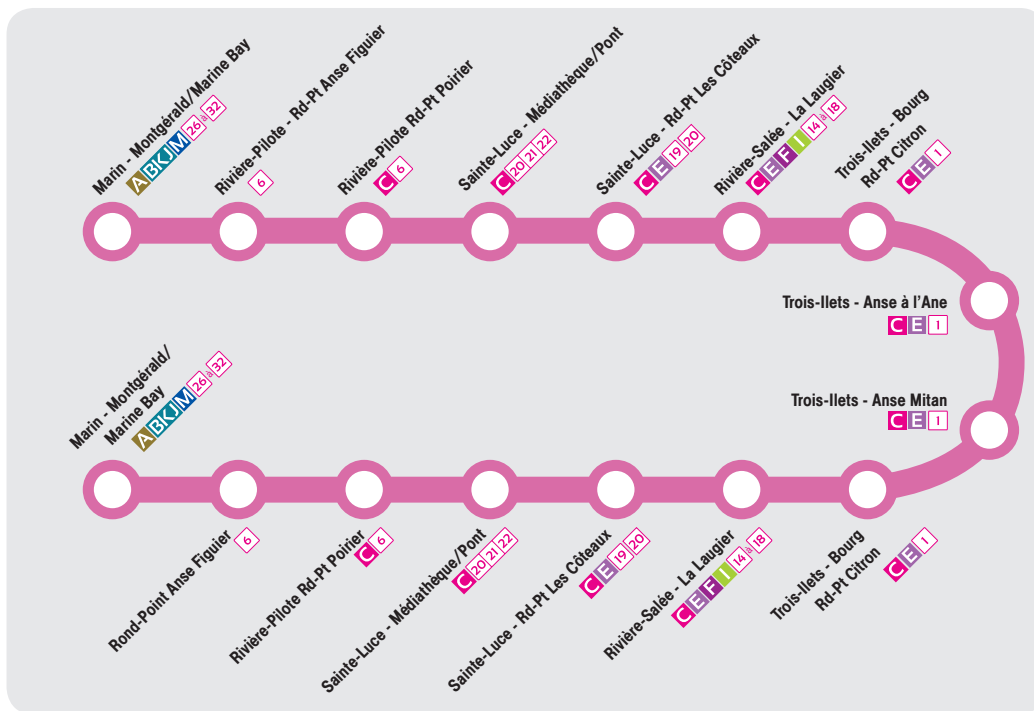 Marin - Montgérald/Marine Bay
A B K J M 26 à 32
Rivière-Pilote - Rd-Pt Anse Figuier
6
Rivière-Pilote Rd-Pt Poirier
C 6
Sainte-Luce - Médiathèque/Pont
C 20 21 22
Sainte-Luce - Rd-Pt Les Côteaux
C E 19 20
Rivière-Salée - La Laugier
C E F I 14 à 18
Trois-Ilets - Bourg
Rd-Pt Citron
C E 1
Trois-Ilets - Anse à l'Ane
C E 1
Trois-Ilets - Anse Mitan
C E 1
Marin - Montgérald/
Marine Bay
A B K J M 26 à 32
Rond-Point Anse Figuier
6
Rivière-Pilote Rd-Pt Poirier
C 6
Sainte-Luce - Médiathèque/Pont
C 20 21 22
Sainte-Luce - Rd-Pt Les Côteaux
C E 19 20
Rivière-Salée - La Laugier
C E F I 14 à 18
Trois-Ilets - Bourg
Rd-Pt Citron
C E 1